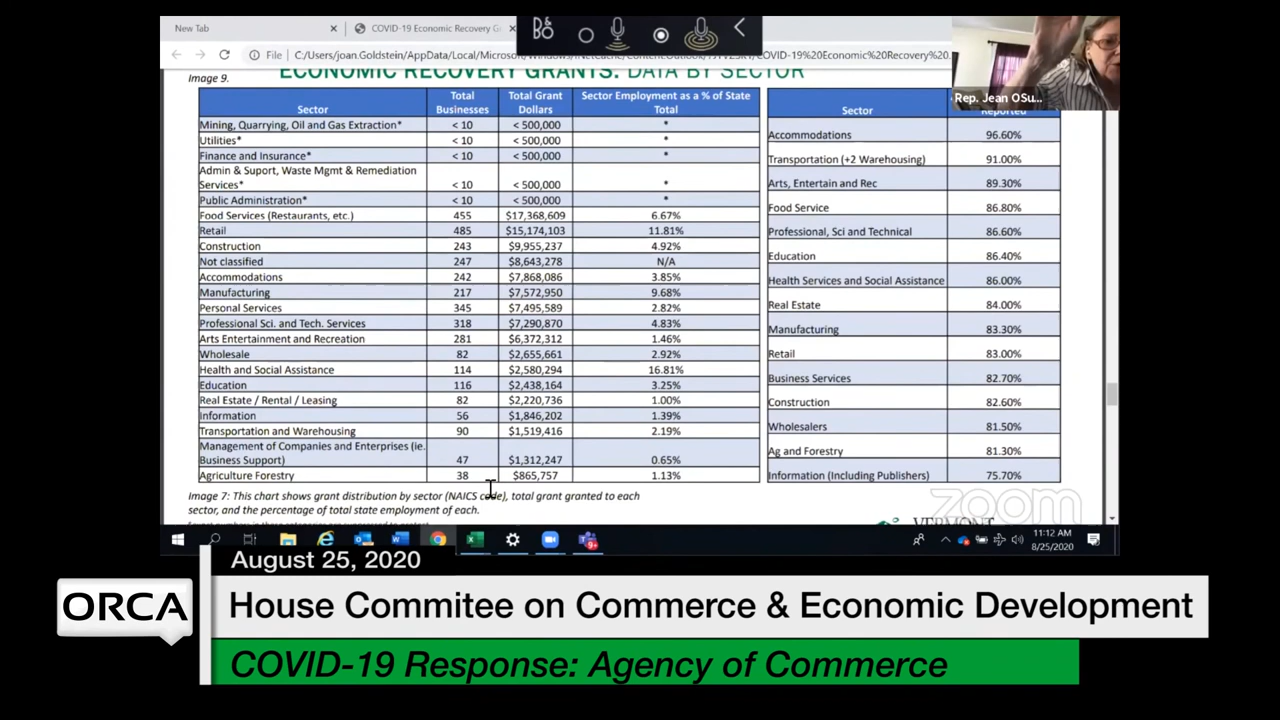 New Tab
COVID-19 Economic Recovery Gr
D&
BO
File
C:/Users/joan.Goldstein/AppData/Local/Microsoft/
COVID-19%20Economic%20Recovery%20.
Rep. Jean OSu...
Image 9.
ECONOMIC RECOVERY GRANTS: DATA BY SECTOR
Sector Total Businesses Total Grant Dollars Sector Employment as a % of State Total
Mining, Quarrying, Oil and Gas Extraction* < 10 < 500,000 *
Utilities* < 10 < 500,000 *
Finance and Insurance* < 10 < 500,000 *
Admin & Suport, Waste Mgmt & Remediation
Services* < 10 < 500,000 *
Public Administration* < 10 < 500,000 *
Food Services (Restaurants, etc.) 455 $17,368,609 6.67%
Retail 485 $15,174,103 11.81%
Construction 243 $9,955,237 4.92%
Not classified 247 $8,643,278 N/A
Accommodations 242 $7,868,086 3.85%
Manufacturing 217 $7,572,950 9.68%
Personal Services 345 $7,495,589 2.82%
Professional Sci. and Tech. Services 318 $7,290,870 4.83%
Arts Entertainment and Recreation 281 $6,372,312 1.46%
Wholesale 82 $2,655,661 2.92%
Health and Social Assistance 114 $2,580,294 16.81%
Education 116 $2,438,164 3.25%
Real Estate / Rental / Leasing 82 $2,220,736 1.00%
Information 56 $1,846,202 1.39%
Transportation and Warehousing 90 $1,519,416 2.19%
Management of Companies and Enterprises (ie.
Business Support) 47 $1,312,247 0.65%
Agriculture Forestry 38 $865,757 1.13%
Sector Reported
Accommodations 96.60%
Transportation (+2 Warehousing) 91.00%
Arts, Entertain and Rec 89.30%
Food Service 86.80%
Professional, Sci and Technical 86.60%
Education 86.40%
Health Services and Social Assistance 86.00%
Real Estate 84.00%
Manufacturing 83.30%
Retail 83.00%
Business Services 82.70%
Construction 82.60%
Wholesalers 81.50%
Ag and Forestry 81.30%
Information (Including Publishers) 75.70%
Image 7: This chart shows grant distribution by sector (NAICS code), total grant granted to each
sector, and the percentage of total state employment of each.
zoom
VERMONT
11:12 AM
8/25/2020
August 25, 2020
ORCA
House Commitee on Commerce & Economic Development
COVID-19 Response: Agency of Commerce